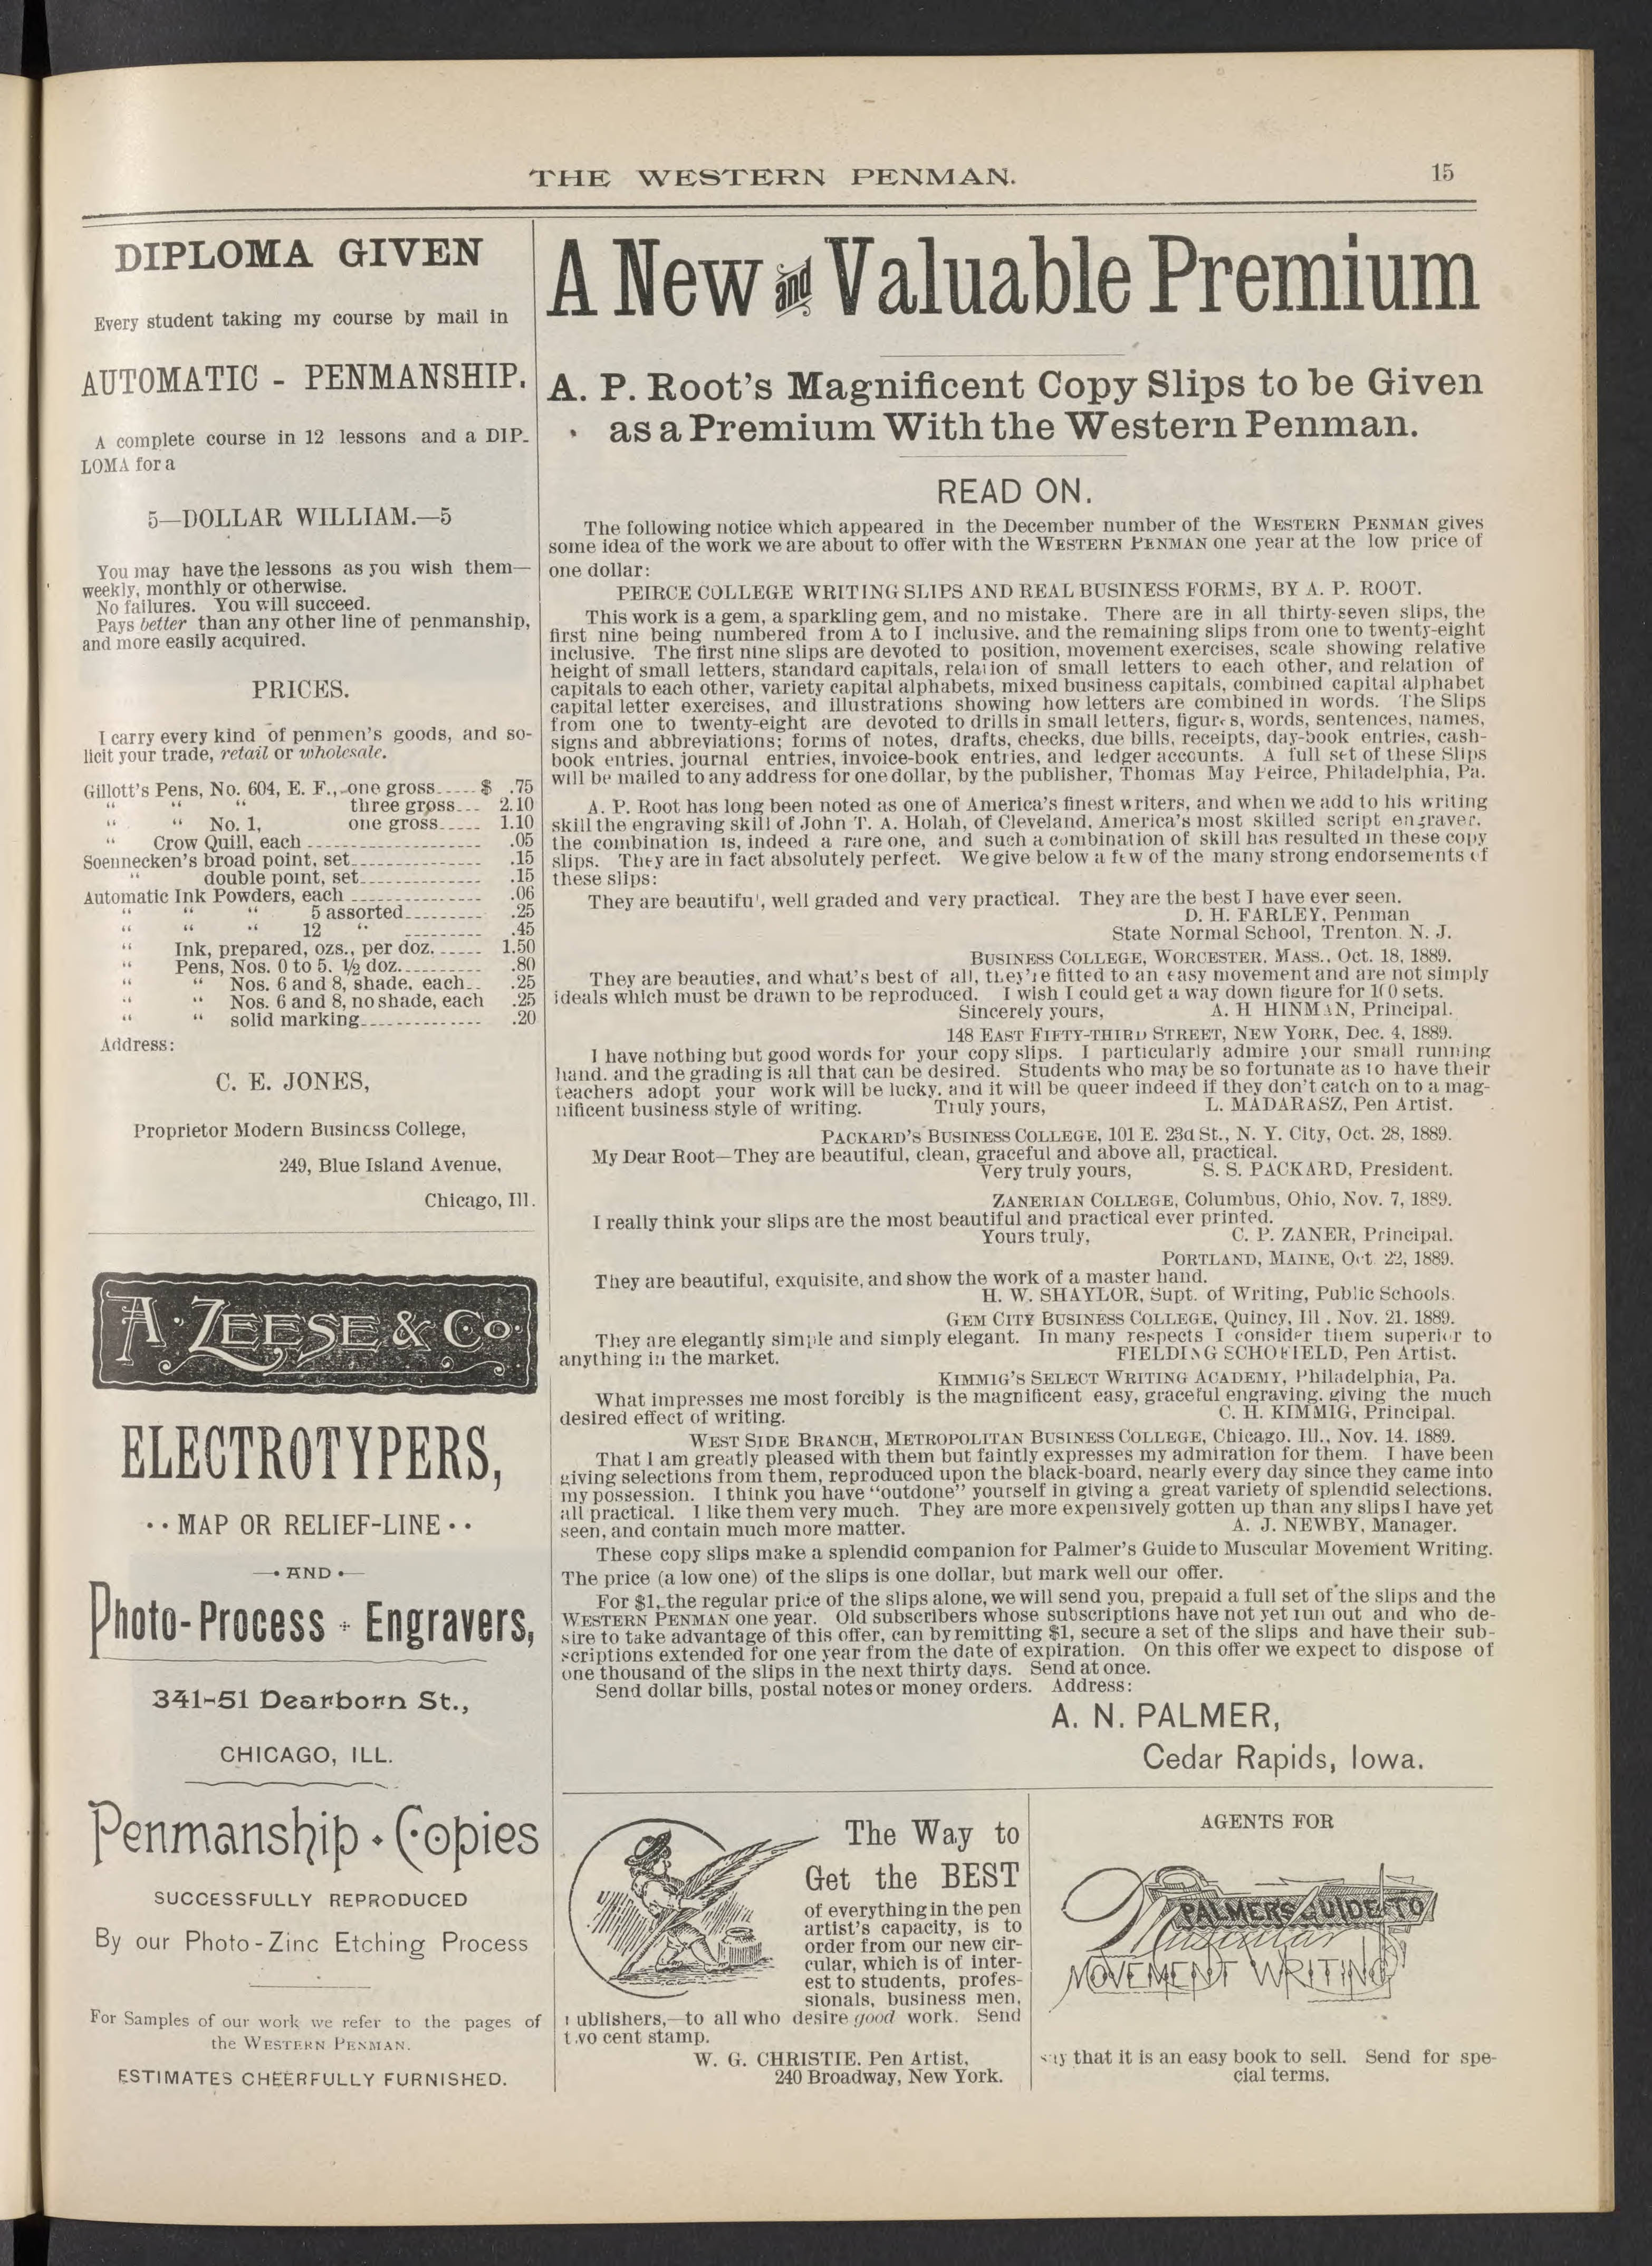 THE WESTERN PENMAN.
15
DIPLOMA GIVEN
Every student taking my course by mail in
AUTOMATIC - PENMANSHIP.
A complete course in 12 lessons and a DIP-
LOMA for a
5—DOLLAR WILLIAM.—5
You may have the lessons as you wish them—
weekly, monthly or otherwise.
No failures. You will succeed.
Pays better than any other line of penmanship,
and more easily acquired.
PRICES.
I carry every kind of penmen's goods, and so-
licit your trade, retail or wholesale.
Gillott's Pens, No. 604, E. F., one gross $ .75
" " " three gross 2.10
" " No. 1, one gross 1.10
" Crow Quill, each .05
Soennecken's broad point, set .15
" double point, set .15
Automatic Ink Powders, each .06
" " " 5 assorted .25
" " " 12 " .45
" Ink, prepared, ozs., per doz. 1.50
" Pens, Nos. 0 to 5. ½ doz. .80
" " Nos. 6 and 8, shade. each .25
" " Nos. 6 and 8, no shade, each .25
" " solid marking .20
Address:
C. E. JONES,
Proprietor Modern Business College,
249, Blue Island Avenue,
Chicago, Ill.
A. ZEESE & CO.
ELECTROTYPERS,
MAP OR RELIEF-LINE
AND
Photo-Process Engravers,
341-51 Dearborn St.,
CHICAGO, ILL.
Penmanship Copies
SUCCESSFULLY REPRODUCED
By our Photo-Zinc Etching Process
For Samples of our work we refer to the pages of
the WESTERN PENMAN.
ESTIMATES CHEERFULLY FURNISHED.
A New and Valuable Premium
A. P. Root's Magnificent Copy Slips to be Given
as a Premium With the Western Penman.
READ ON.
The following notice which appeared in the December number of the WESTERN PENMAN gives
some idea of the work we are about to offer with the WESTERN PENMAN one year at the low price of
one dollar:
PEIRCE COLLEGE WRITING SLIPS AND REAL BUSINESS FORMS, BY A. P. ROOT.
This work is a gem, a sparkling gem, and no mistake. There are in all thirty-seven slips, the
first nine being numbered from A to I inclusive, and the remaining slips from one to twenty-eight
inclusive. The first nine slips are devoted to position, movement exercises, scale showing relative
height of small letters, standard capitals, relation of small letters to each other, and relation of
capitals to each other, variety capital alphabets, mixed business capitals, combined capital alphabet
capital letter exercises, and illustrations showing how letters are combined in words. The Slips
from one to twenty-eight are devoted to drills in small letters, figures, words, sentences, names,
signs and abbreviations; forms of notes, drafts, checks, due bills, receipts, day-book entries, cash-
book entries, journal entries, invoice-book entries, and ledger accounts. A full set of these Slips
will be mailed to any address for one dollar, by the publisher, Thomas May Peirce, Philadelphia, Pa.
A. P. Root has long been noted as one of America's finest writers, and when we add to his writing
skill the engraving skill of John T. A. Holah, of Cleveland, America's most skilled script engraver,
the combination is, indeed a rare one, and such a combination of skill has resulted in these copy
slips. They are in fact absolutely perfect. We give below a few of the many strong endorsements of
these slips:
They are beautiful, well graded and very practical. They are the best I have ever seen.
D. H. FARLEY, Penman
State Normal School, Trenton, N. J.
BUSINESS COLLEGE, WORCESTER, MASS., Oct. 18, 1889.
They are beauties, and what's best of all, they're fitted to an easy movement and are not simply
ideals which must be drawn to be reproduced. I wish I could get a way down figure for 100 sets.
Sincerely yours, A. H HINMAN, Principal.
148 EAST FIFTY-THIRD STREET, NEW YORK, Dec. 4, 1889.
I have nothing but good words for your copy slips. I particularly admire your small running
hand, and the grading is all that can be desired. Students who may be so fortunate as to have their
teachers adopt your work will be lucky, and it will be queer indeed if they don't catch on to a mag-
nificent business style of writing. Truly yours, L. MADARASZ, Pen Artist.
PACKARD'S BUSINESS COLLEGE, 101 E. 23d St., N. Y. City, Oct. 28, 1889.
My Dear Root—They are beautiful, clean, graceful and above all, practical.
Very truly yours, S. S. PACKARD, President.
ZANERIAN COLLEGE, Columbus, Ohio, Nov. 7, 1889.
I really think your slips are the most beautiful and practical ever printed.
Yours truly, C. P. ZANER, Principal.
PORTLAND, MAINE, Oct. 22, 1889.
They are beautiful, exquisite, and show the work of a master hand.
H. W. SHAYLOR, Supt. of Writing, Public Schools.
GEM CITY BUSINESS COLLEGE, Quincy, Ill., Nov. 21. 1889.
They are elegantly simple and simply elegant. In many respects I consider them superior to
anything in the market. FIELDING SCHOFIELD, Pen Artist.
KIMMIG'S SELECT WRITING ACADEMY, Philadelphia, Pa.
What impresses me most forcibly is the magnificent easy, graceful engraving, giving the much
desired effect of writing. C. H. KIMMIG, Principal.
WEST SIDE BRANCH, METROPOLITAN BUSINESS COLLEGE, Chicago, Ill., Nov. 14. 1889.
That I am greatly pleased with them but faintly expresses my admiration for them. I have been
giving selections from them, reproduced upon the black-board, nearly every day since they came into
my possession. I think you have "outdone" yourself in giving a great variety of splendid selections,
all practical. I like them very much. They are more expensively gotten up than any slips I have yet
seen, and contain much more matter. A. J. NEWBY, Manager.
These copy slips make a splendid companion for Palmer's Guide to Muscular Movement Writing.
The price (a low one) of the slips is one dollar, but mark well our offer.
For $1, the regular price of the slips alone, we will send you, prepaid a full set of the slips and the
WESTERN PENMAN one year. Old subscribers whose subscriptions have not yet run out and who de-
sire to take advantage of this offer, can by remitting $1, secure a set of the slips and have their sub-
scriptions extended for one year from the date of expiration. On this offer we expect to dispose of
one thousand of the slips in the next thirty days. Send at once.
Send dollar bills, postal notes or money orders. Address:
A. N. PALMER,
Cedar Rapids, Iowa.
The Way to
Get the BEST
of everything in the pen
artist's capacity, is to
order from our new cir-
cular, which is of inter-
est to students, profes-
sionals, business men,
publishers,—to all who desire good work. Send
two cent stamp.
W. G. CHRISTIE. Pen Artist,
240 Broadway, New York.
AGENTS FOR
PALMER'S GUIDE TO
Muscular
MOVEMENT WRITING
say that it is an easy book to sell. Send for spe-
cial terms.